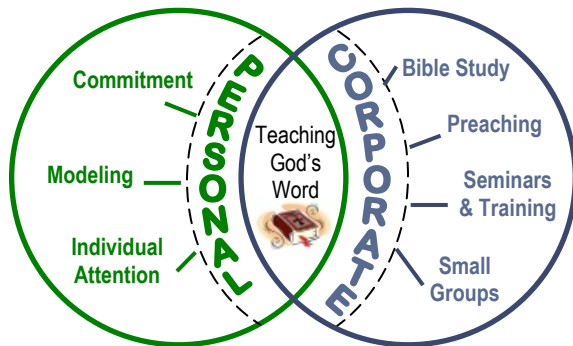 Commitment
Modeling
Individual
Attention
PERSONAL
Teaching
God's
Word
CORPORATE
Bible Study
Preaching
Seminars
& Training
Small
Groups